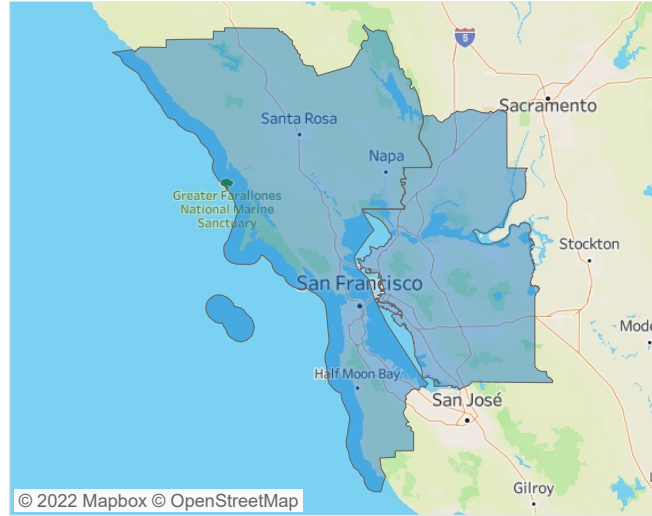 5
Sacramento
Santa Rosa
Napa
Greater Farallones
National Marine
Sanctuary
Stockton
San Francisco
Mode
Half Moon Bay
San José
Gilroy
© 2022 Mapbox © OpenStreetMap